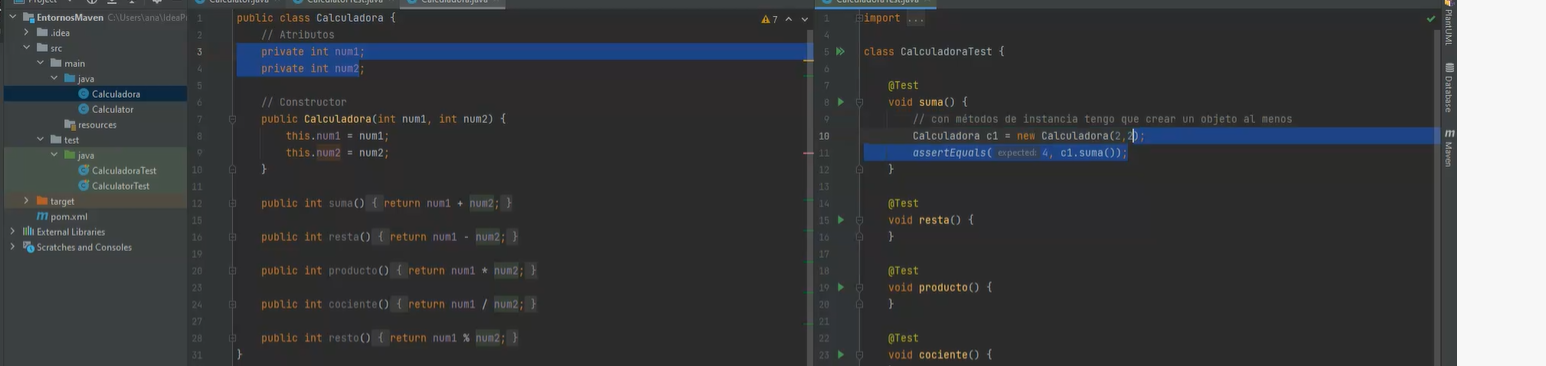 Project
EntornosMaven C:\Users\ana\IdeaP
.idea
src
main
java
Calculadora
Calculator
resources
test
java
CalculadoraTest
CalculatorTest
target
pom.xml
External Libraries
Scratches and Consoles
1 public class Calculadora {
2 // Atributos
3 private int num1;
4 private int num2;
5
6 // Constructor
7 public Calculadora(int num1, int num2) {
8 this.num1 = num1;
9 this.num2 = num2;
10 }
11
12 public int suma() { return num1 + num2; }
15
16 public int resta() { return num1 - num2; }
19
20 public int producto() { return num1 * num2; }
23
24 public int cociente() { return num1 / num2; }
27
28 public int resto() { return num1 % num2; }
31 }
7
1 import ...
4
5 class CalculadoraTest {
6
7 @Test
8 void suma() {
9 // con métodos de instancia tengo que crear un objeto al menos
10 Calculadora c1 = new Calculadora(2,2);
11 assertEquals( expected: 4, c1.suma());
12 }
13
14 @Test
15 void resta() {
16 }
17
18 @Test
19 void producto() {
20 }
21
22 @Test
23 void cociente() {
PlantUML
Database
Maven